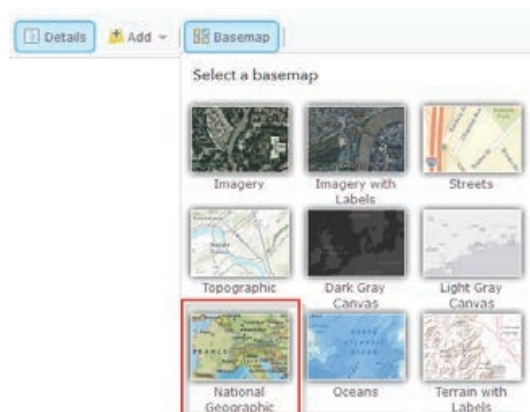 Details Add Basemap
Select a basemap
Imagery Imagery with Labels Streets
Topographic Dark Gray Canvas Light Gray Canvas
FRANCE
National Geographic Oceans Terrain with Labels